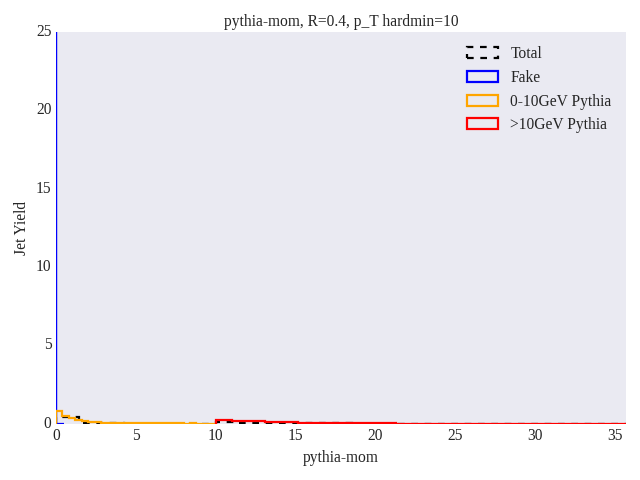 pythia-mom, R=0.4, p_T hardmin=10
Total
Fake
0-10GeV Pythia
>10GeV Pythia
Jet Yield
25
20
15
10
5
0
0 5 10 15 20 25 30 35
pythia-mom